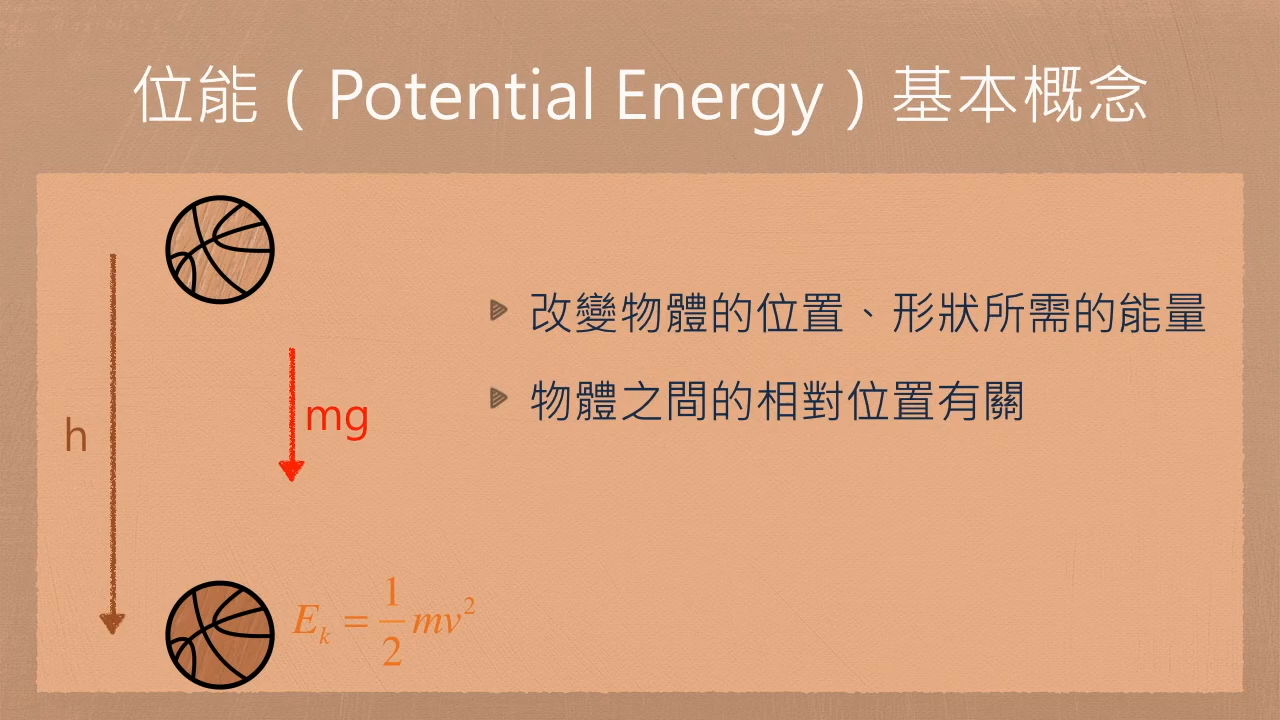 位能（Potential Energy）基本概念
改變物體的位置、形狀所需的能量
物體之間的相對位置有關
mg
h
E_k = \frac{1}{2} mv^2